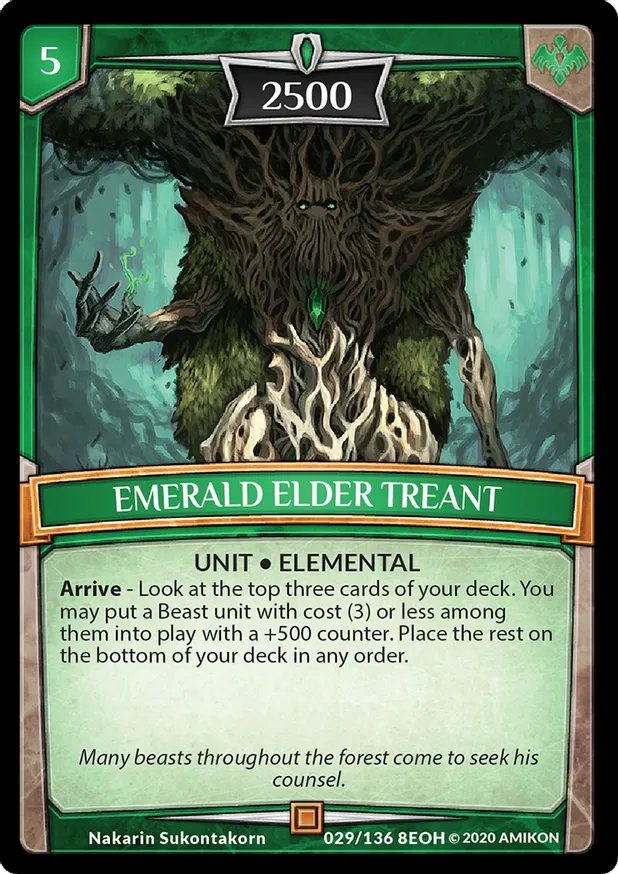 5
2500
EMERALD ELDER TREANT
UNIT • ELEMENTAL
Arrive - Look at the top three cards of your deck. You
may put a Beast unit with cost (3) or less among
them into play with a +500 counter. Place the rest on
the bottom of your deck in any order.
Many beasts throughout the forest come to seek his
counsel.
Nakarin Sukontakorn 029/136 8EOH © 2020 AMIKON